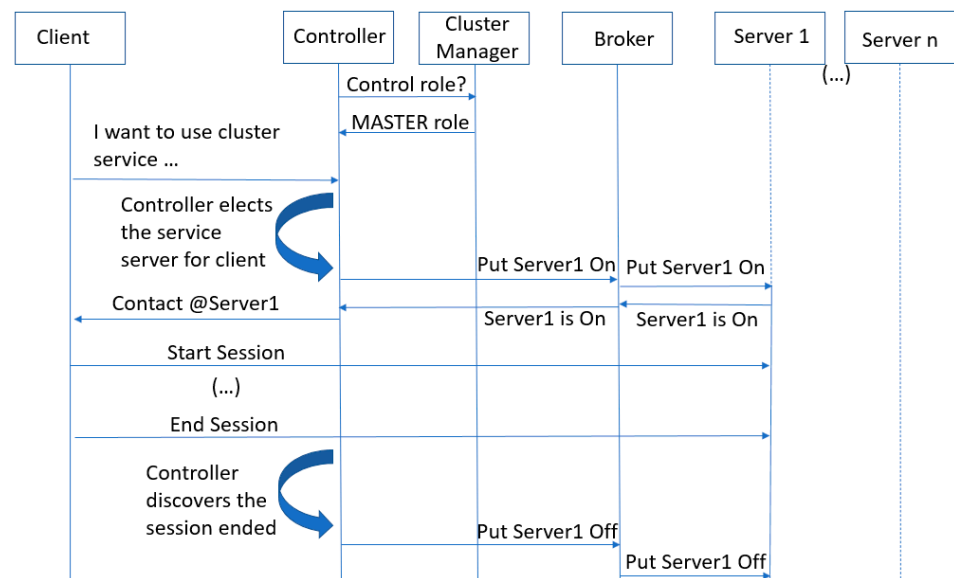 Client
Controller
Cluster
Manager
Broker
Server 1
Server n
(...)
Control role?
MASTER role
I want to use cluster
service ...
Controller elects
the service
server for client
Put Server1 On
Put Server1 On
Contact @Server1
Server1 is On
Server1 is On
Start Session
(...)
End Session
Controller
discovers the
session ended
Put Server1 Off
Put Server1 Off